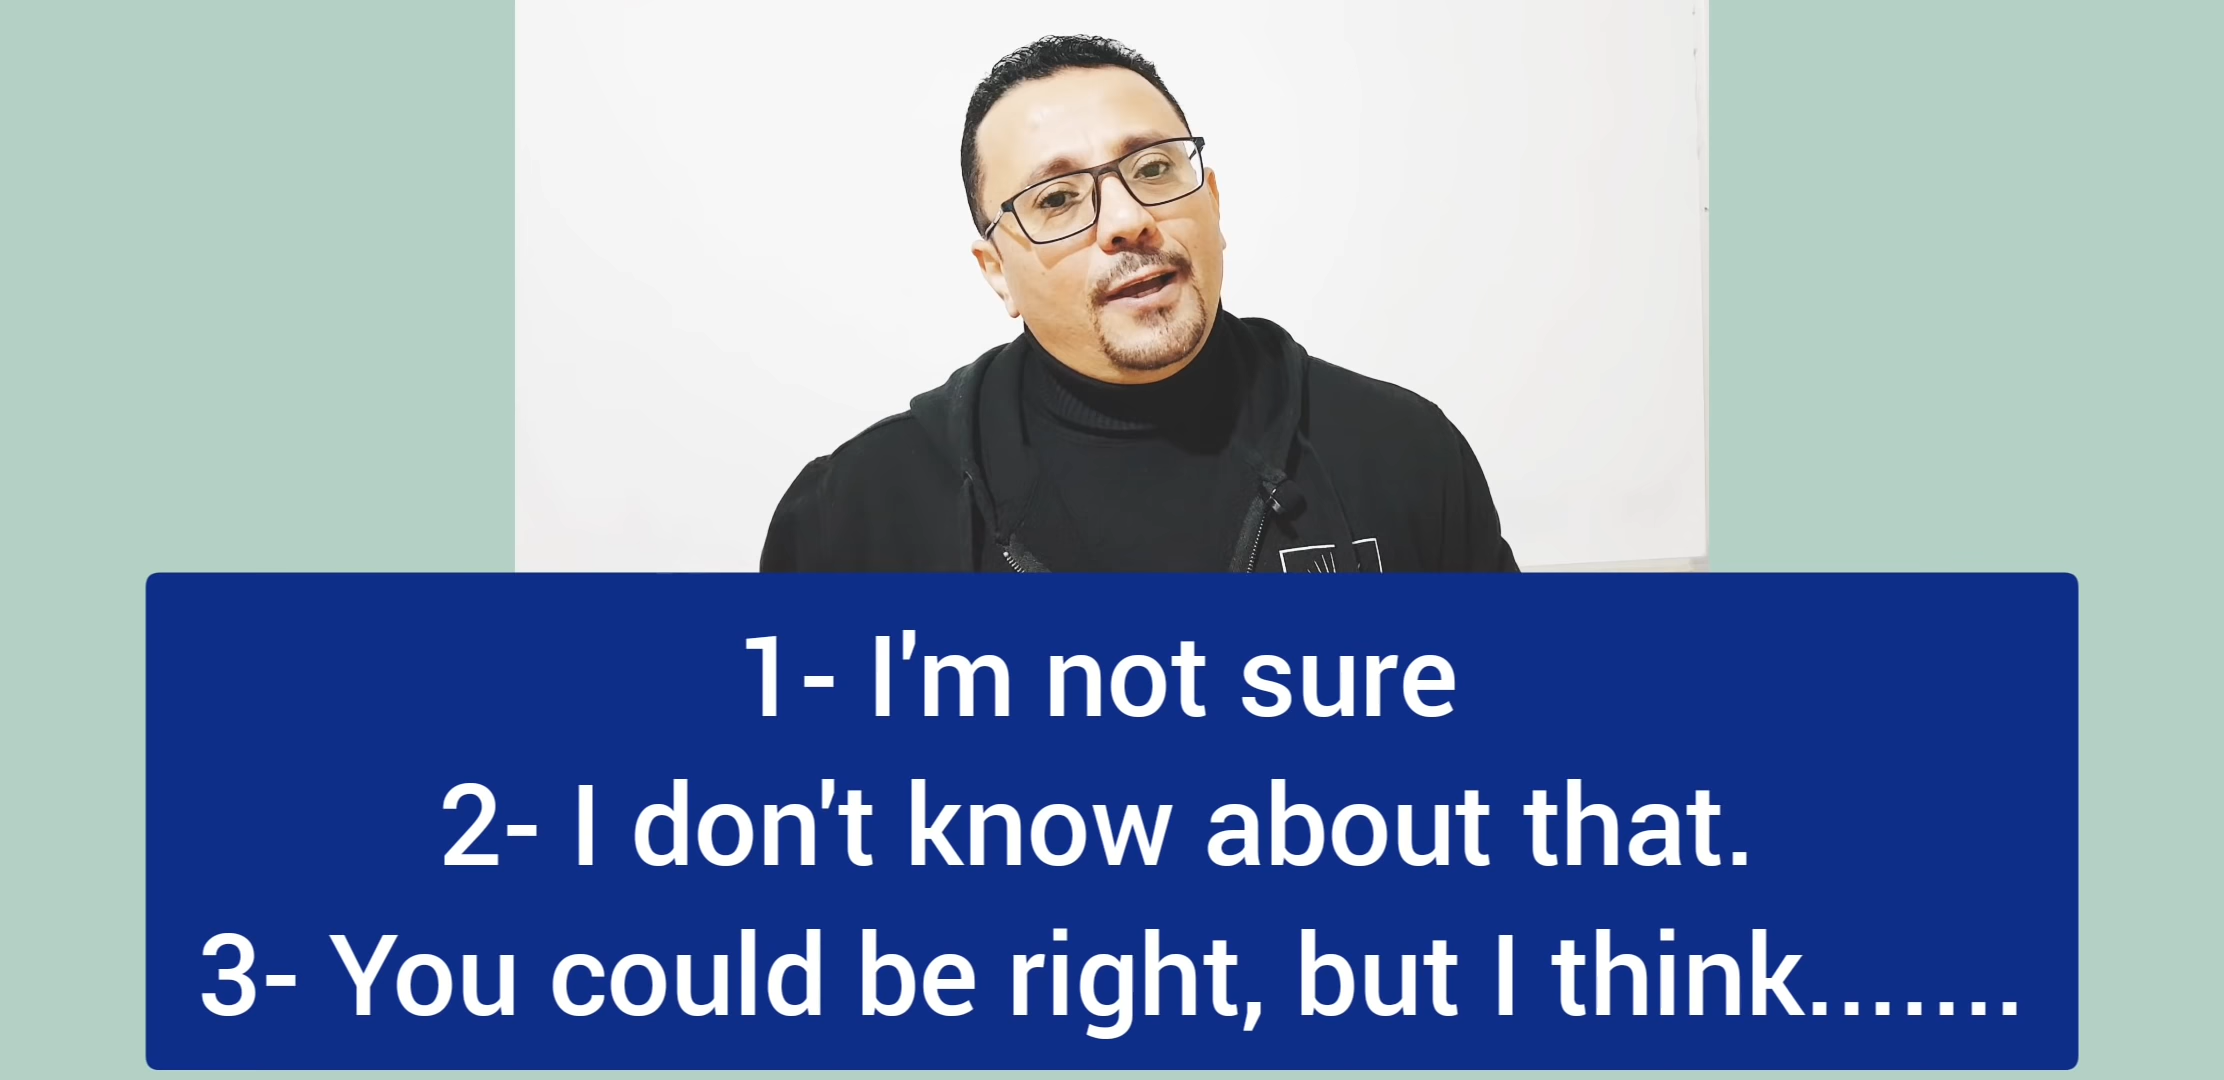 1- I'm not sure
2- I don't know about that.
3- You could be right, but I think.......